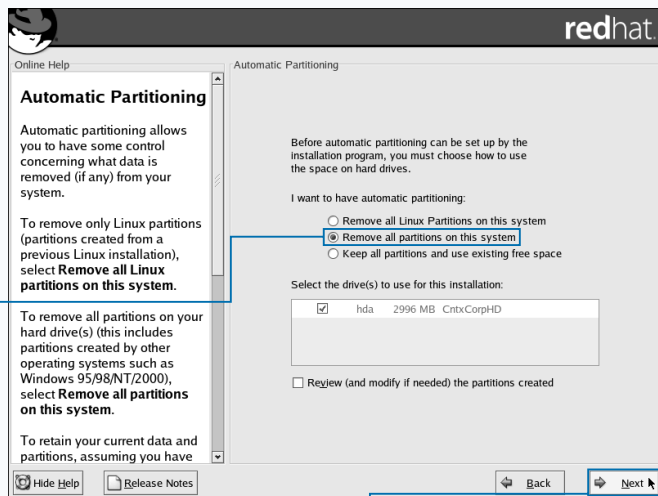 redhat.
Online Help
Automatic Partitioning
Automatic partitioning allows
you to have some control
concerning what data is
removed (if any) from your
system.
To remove only Linux partitions
(partitions created from a
previous Linux installation),
select Remove all Linux
partitions on this system.
To remove all partitions on your
hard drive(s) (this includes
partitions created by other
operating systems such as
Windows 95/98/NT/2000),
select Remove all partitions
on this system.
To retain your current data and
partitions, assuming you have
Automatic Partitioning
Before automatic partitioning can be set up by the
installation program, you must choose how to use
the space on hard drives.
I want to have automatic partitioning:
Remove all Linux Partitions on this system
Remove all partitions on this system
Keep all partitions and use existing free space
Select the drive(s) to use for this installation:
hda 2996 MB CntxCorpHD
Review (and modify if needed) the partitions created
Hide Help
Release Notes
Back
Next